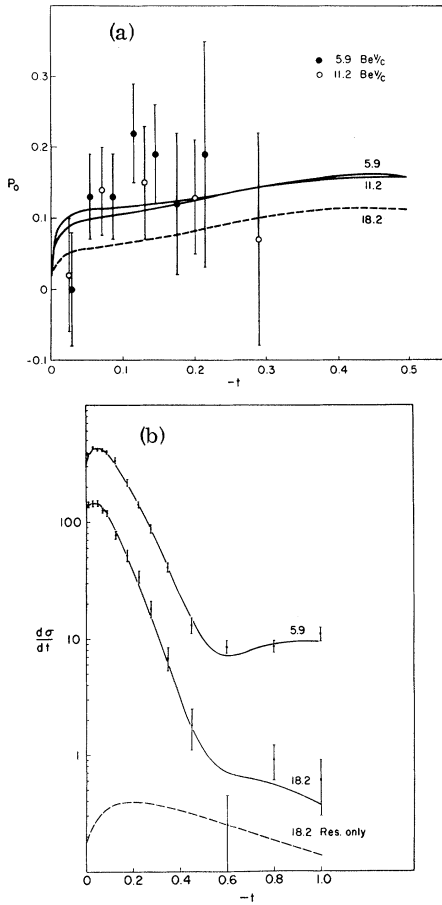 (a)
● 5.9 BeV/c
○ 11.2 BeV/c
0.3
0.2
P₀
0.1
0
-0.1
5.9
11.2
18.2
0
0.1
0.2
0.3
0.4
0.5
-t
(b)
100
10
1
dσ
dt
5.9
18.2
18.2 Res. only
0
0.2
0.4
0.6
0.8
1.0
-t